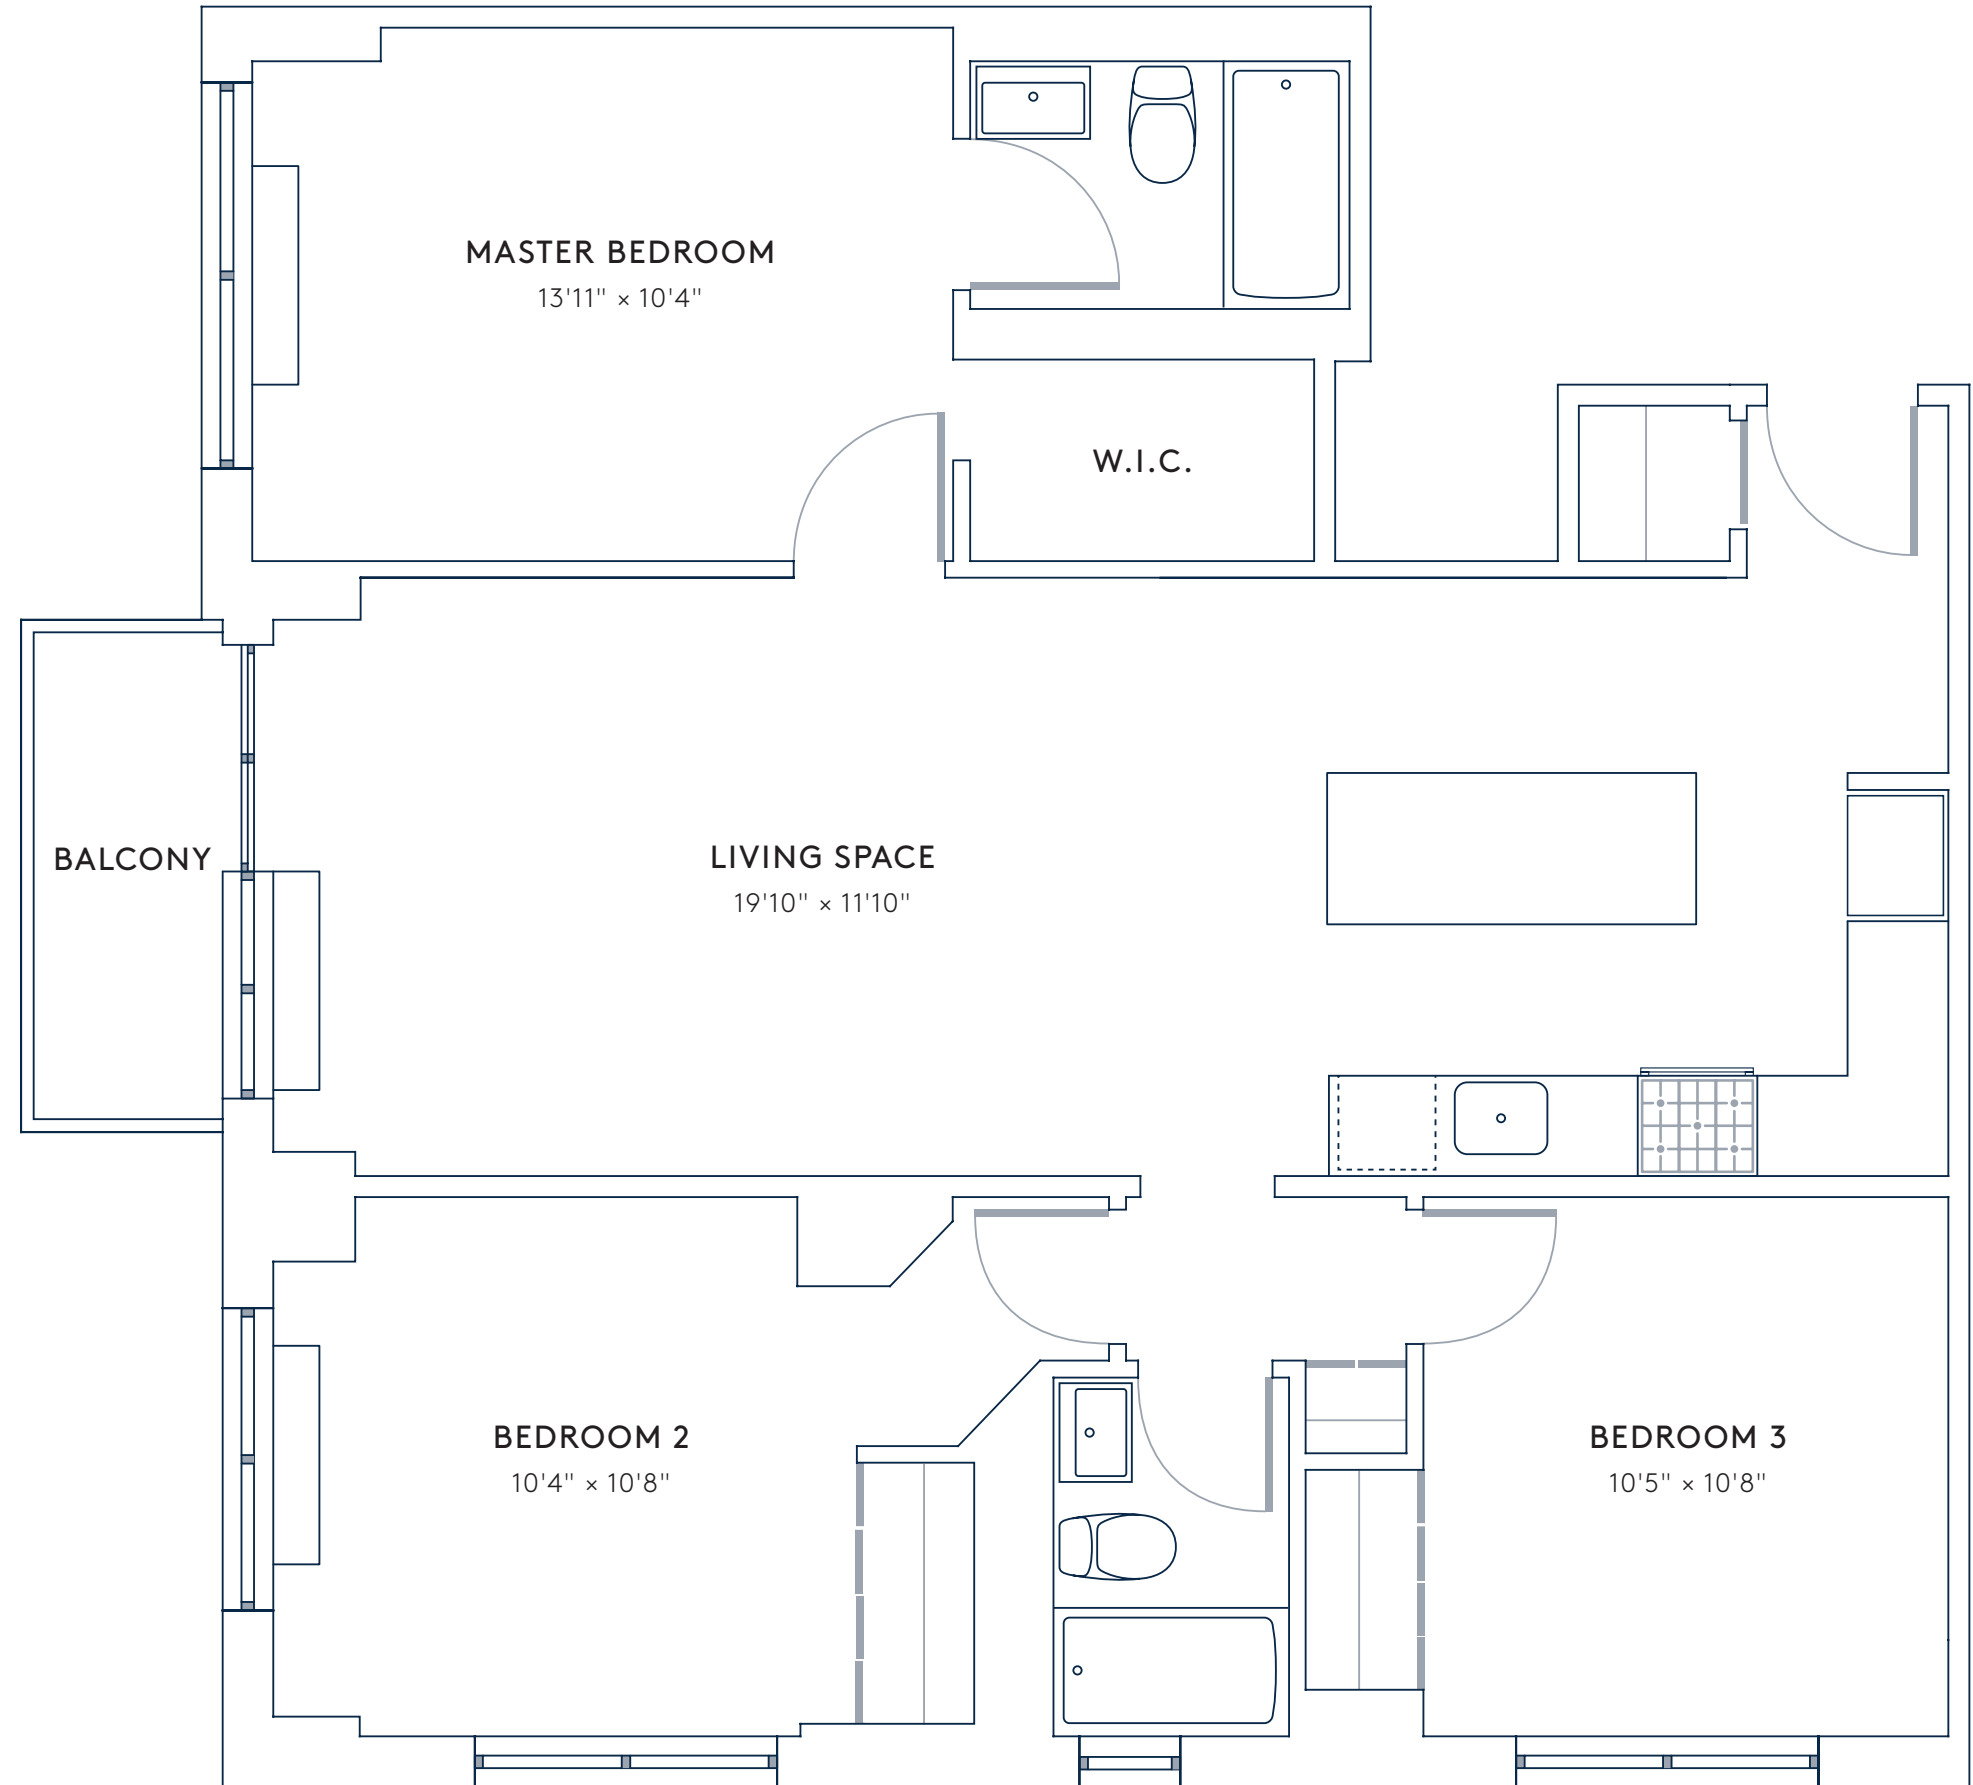 MASTER BEDROOM
13'11" × 10'4"
W.I.C.
BALCONY
LIVING SPACE
19'10" × 11'10"
BEDROOM 2
10'4" × 10'8"
BEDROOM 3
10'5" × 10'8"